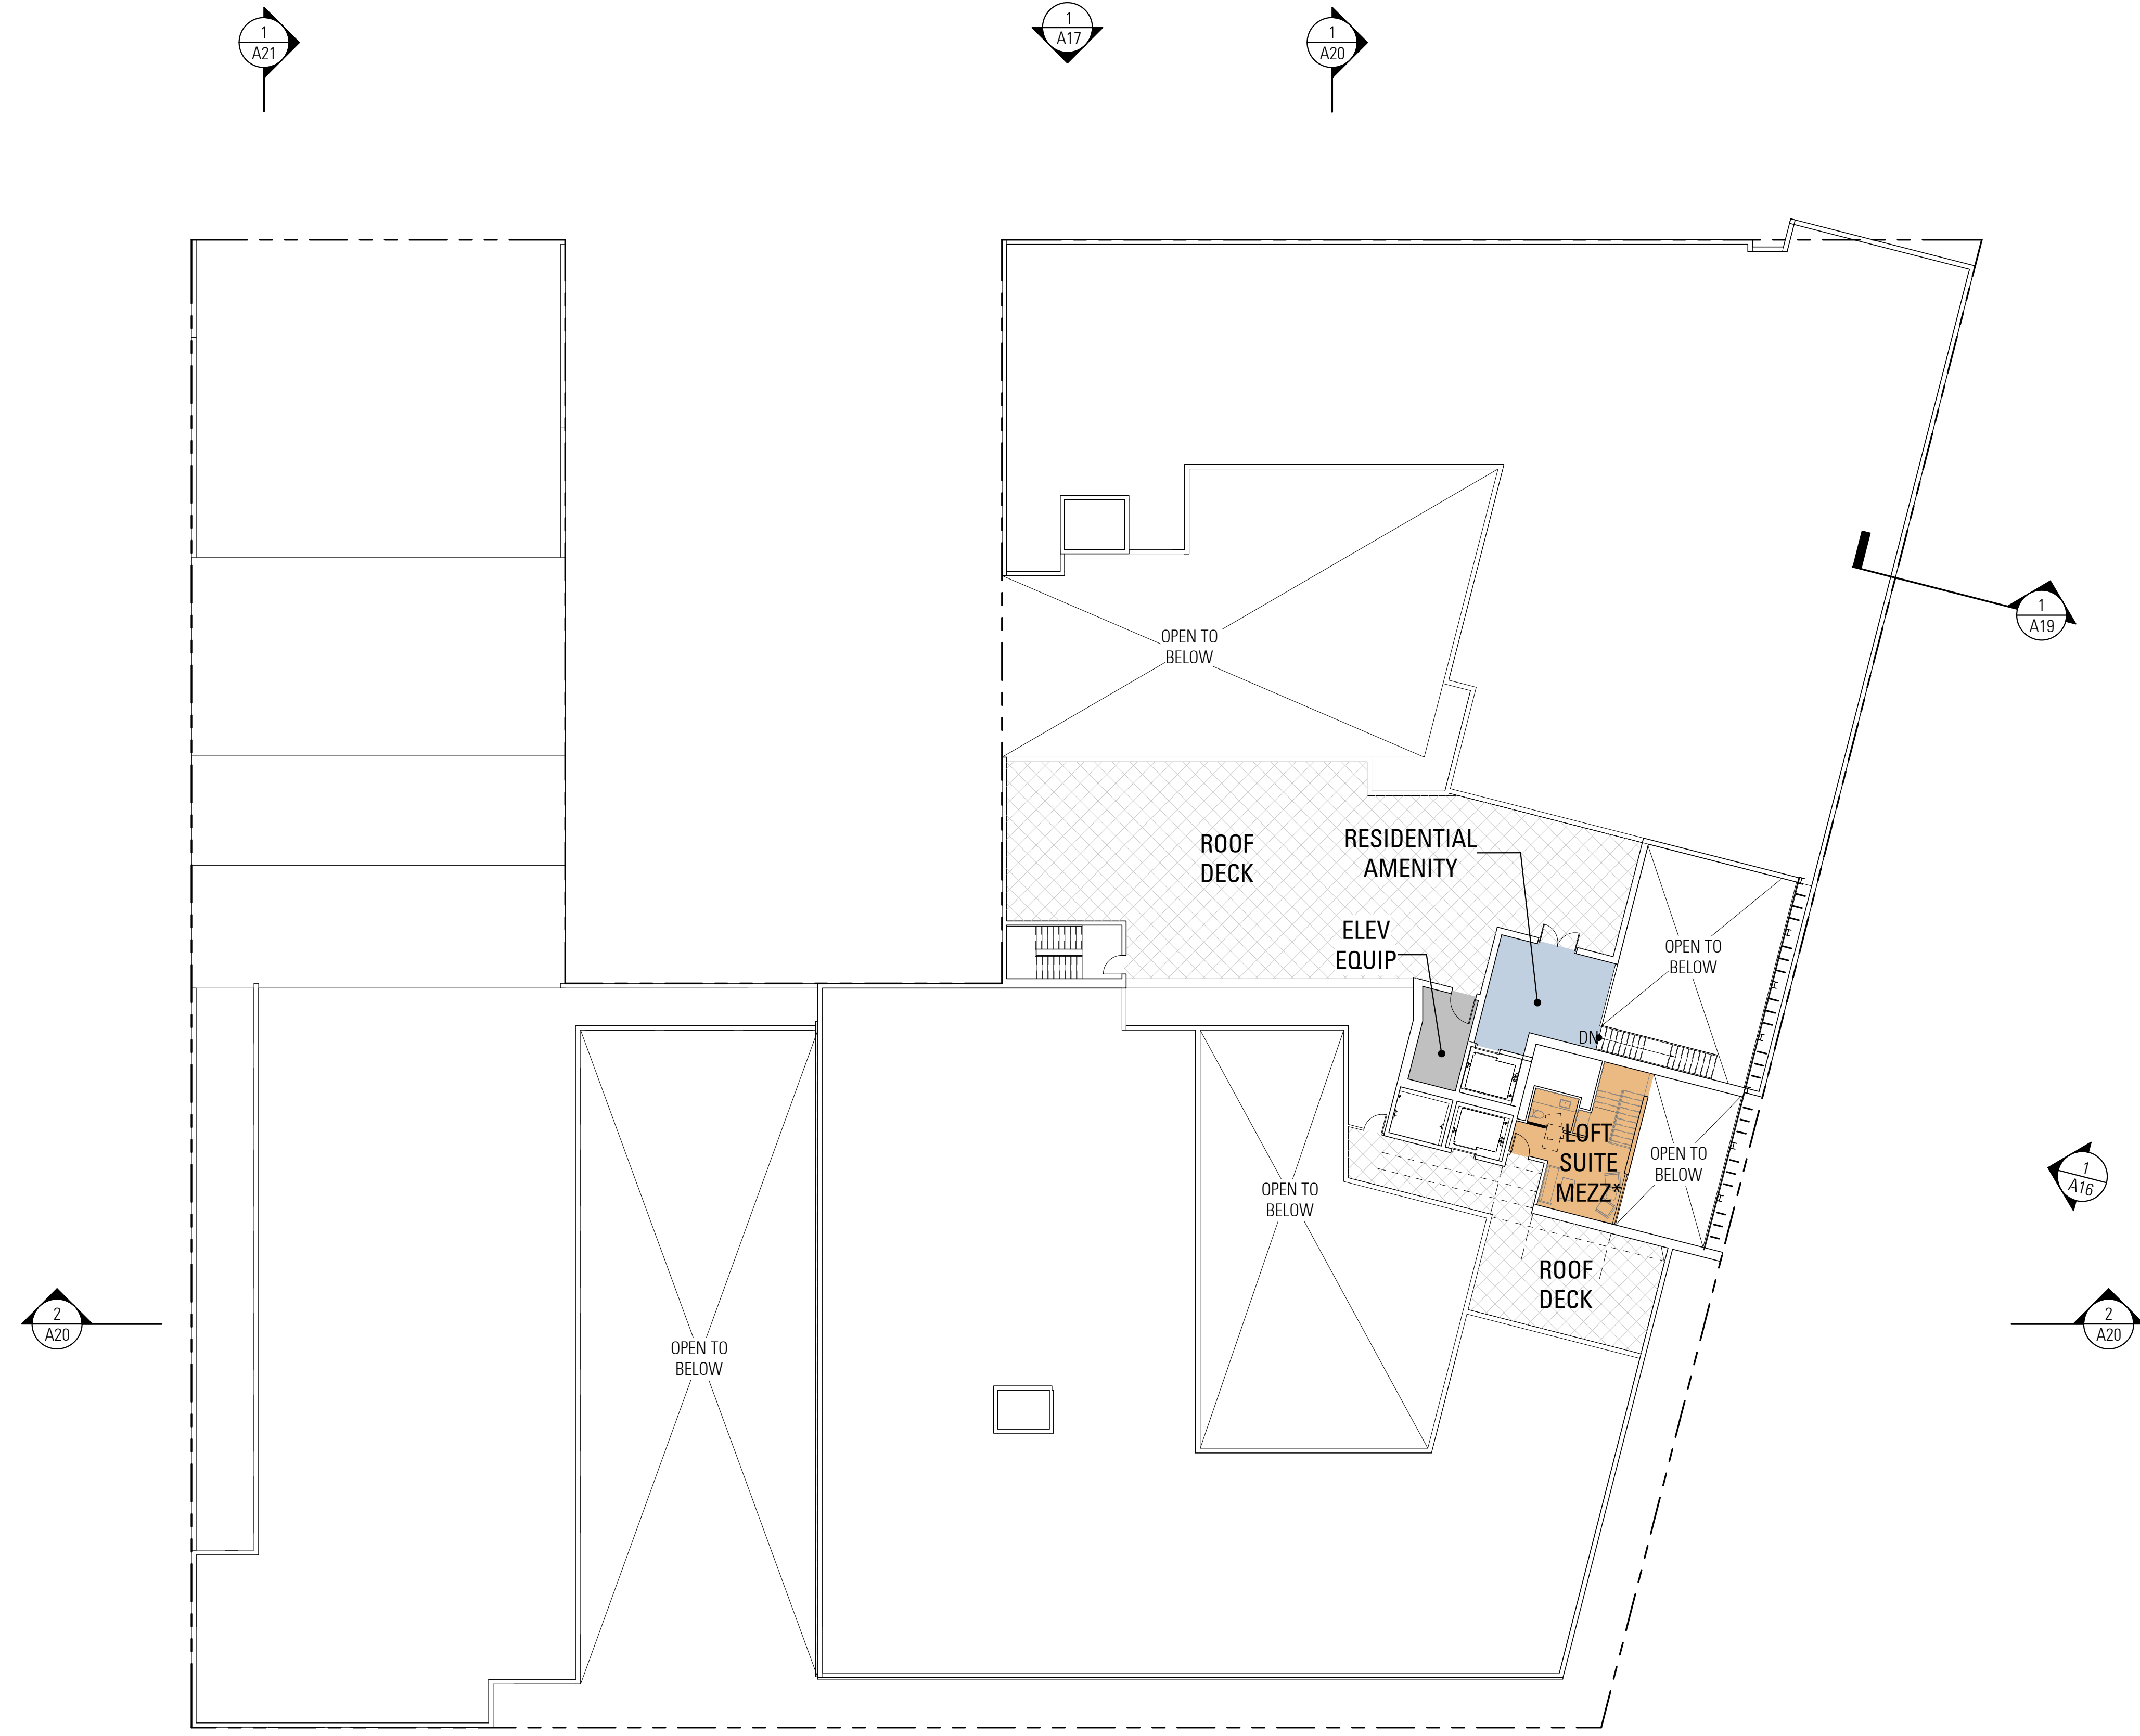 1
A21
1
A17
1
A20
OPEN TO
BELOW
1
A19
ROOF
DECK
RESIDENTIAL
AMENITY
ELEV
EQUIP
OPEN TO
BELOW
DN
LOFT
SUITE
MEZZ*
OPEN TO
BELOW
1
A16
OPEN TO
BELOW
ROOF
DECK
2
A20
OPEN TO
BELOW
2
A20